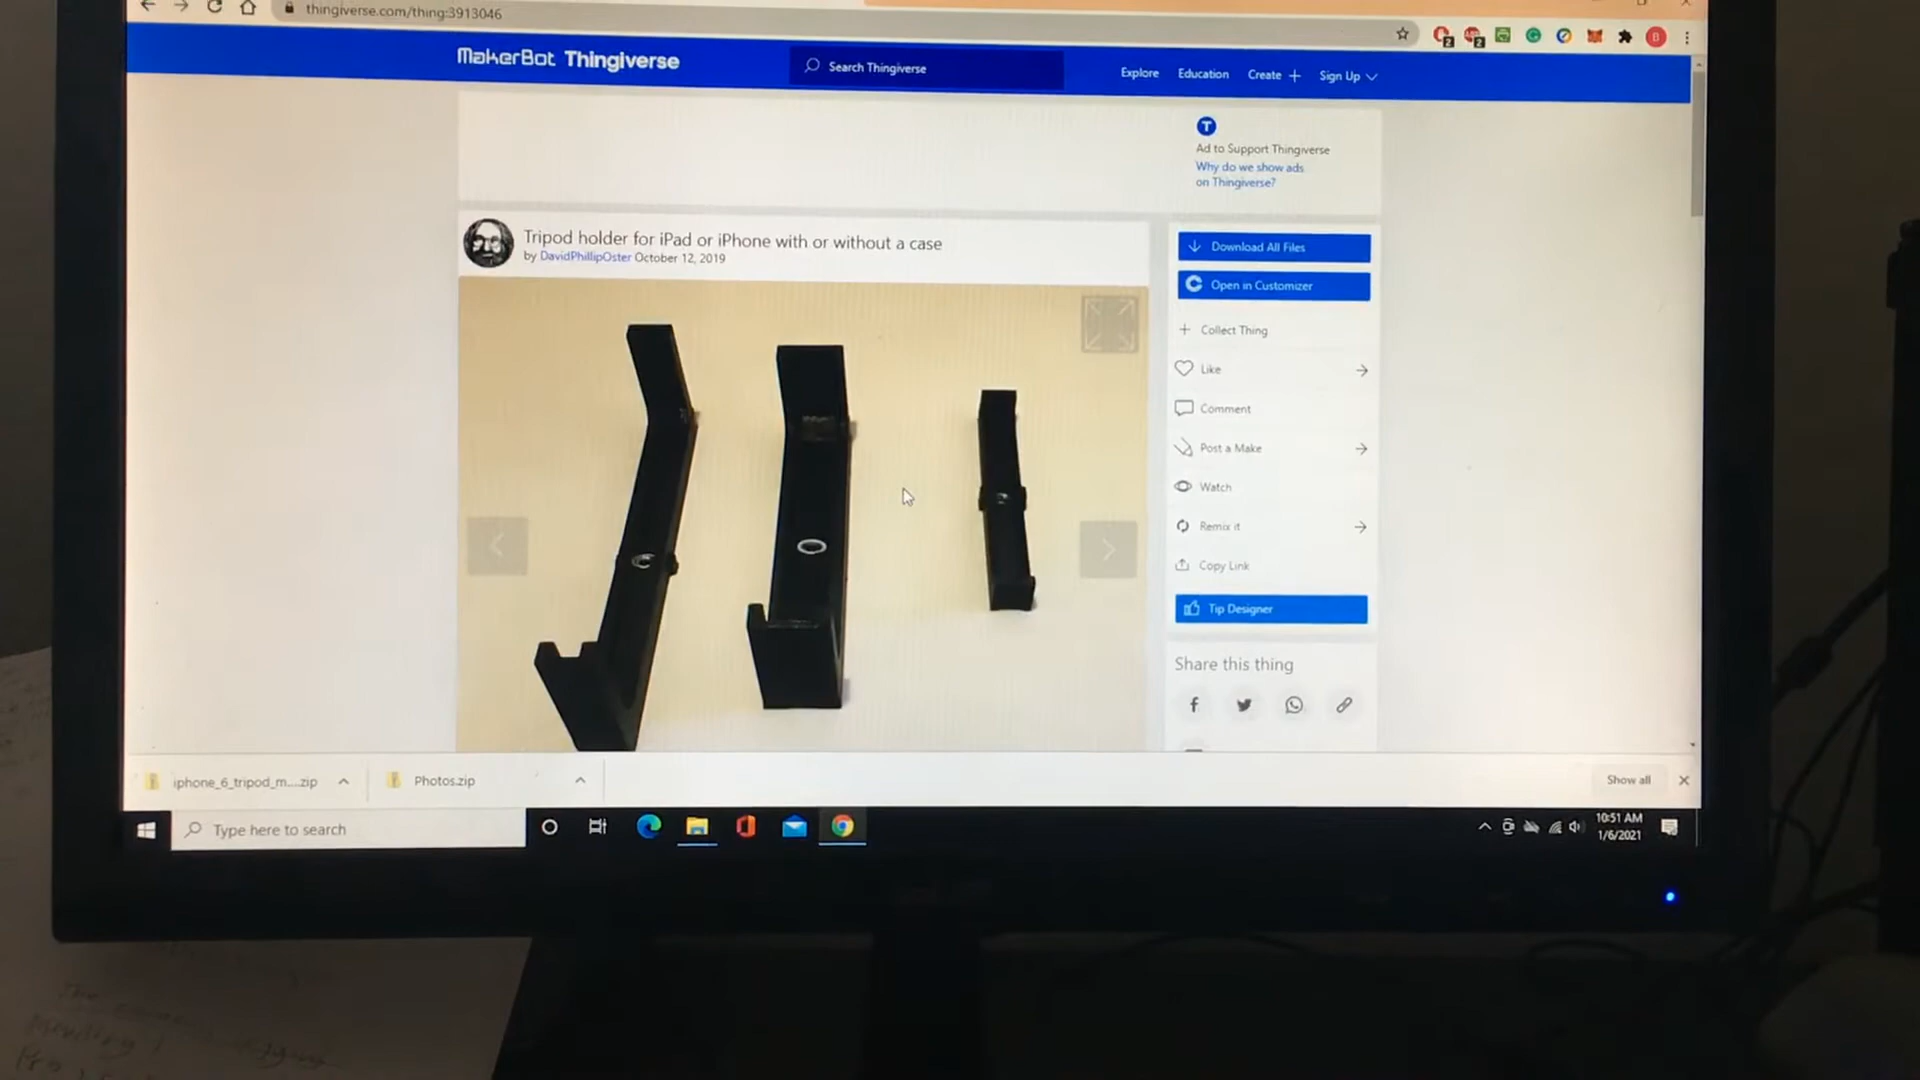 thingiverse.com/thing:3913046
2
2
B
MakerBot Thingiverse
Search Thingiverse
Explore
Education
Create +
Sign Up
T
Ad to Support Thingiverse
Why do we show ads
on Thingiverse?
Tripod holder for iPad or iPhone with or without a case
by DavidPhillipOster October 12, 2019
Download All Files
Open in Customizer
Collect Thing
Like
Comment
Post a Make
Watch
Remix it
Copy Link
Tip Designer
Share this thing
iphone_6_tripod_m....zip
Photos.zip
Show all
Type here to search
10:51 AM
1/6/2021